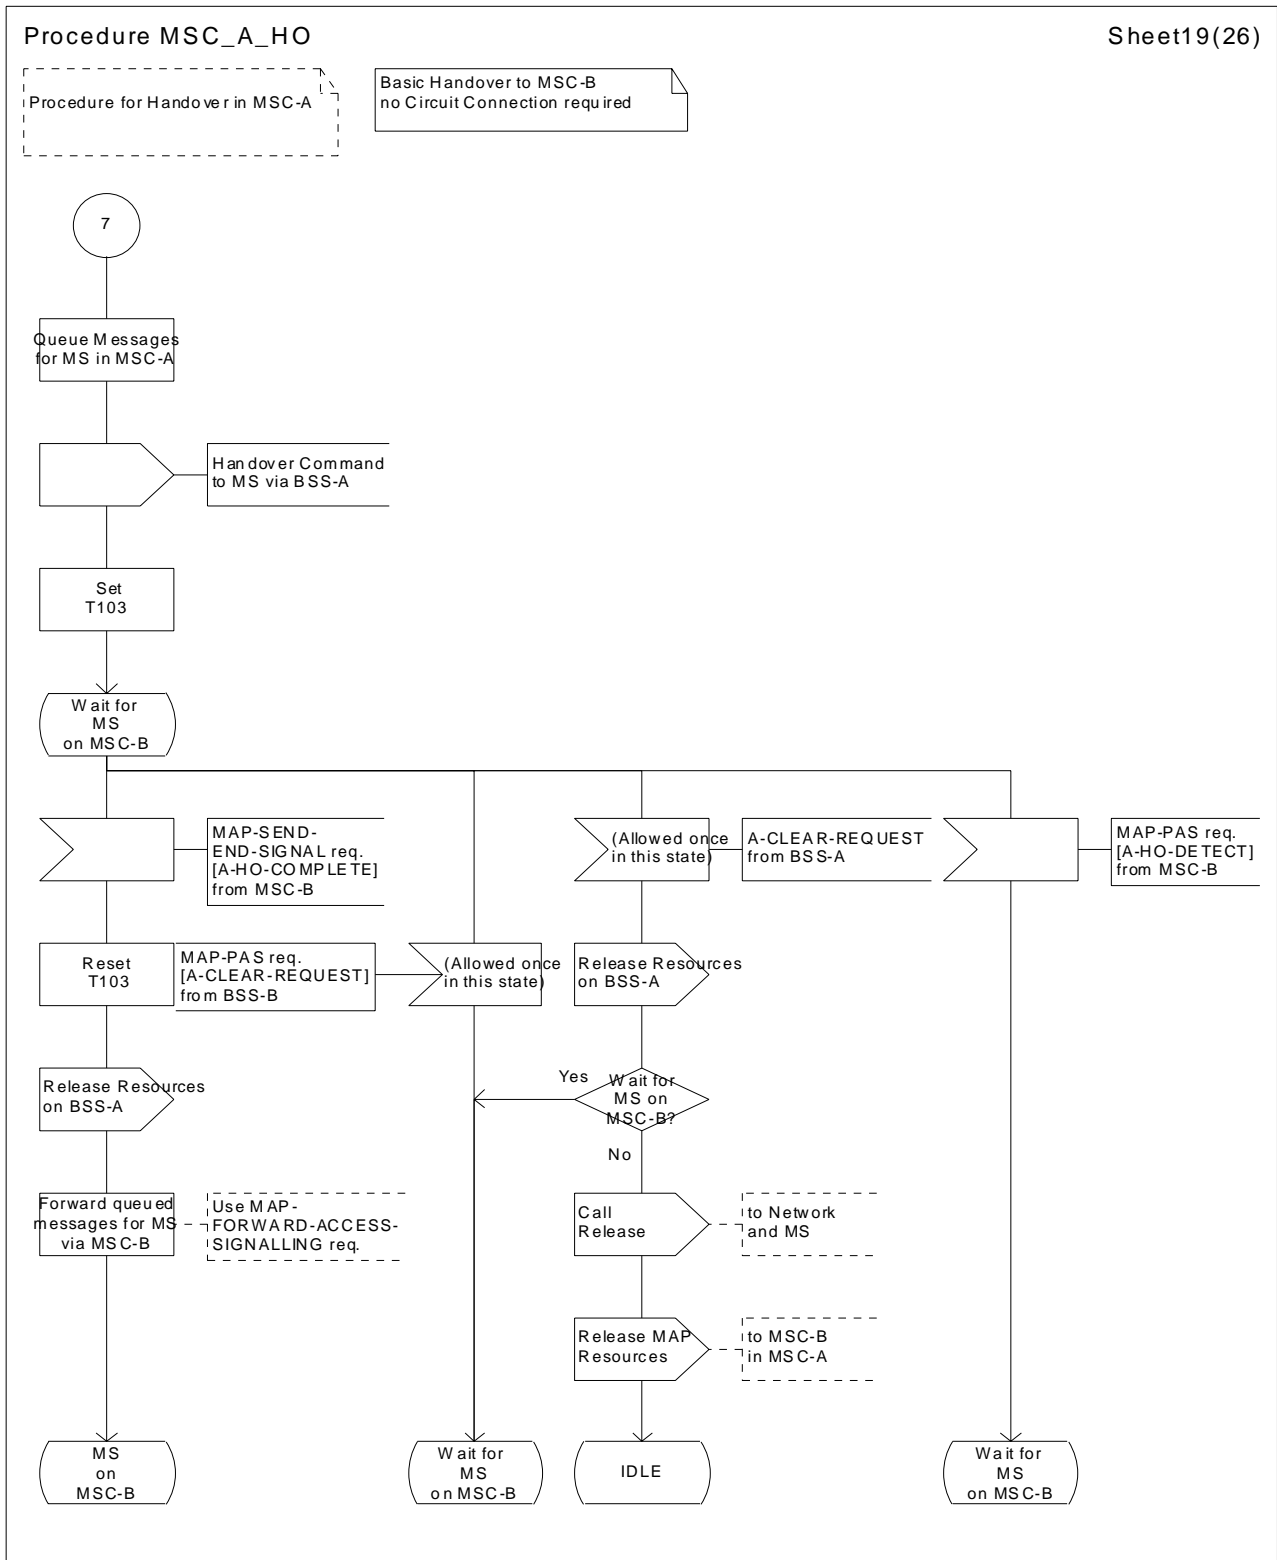 Procedure MSC_A_HO
Sheet19(26)
Procedure for Handover in MSC-A
Basic Handover to MSC-B
no Circuit Connection required
7
Queue Messages
for MS in MSC-A
Handover Command
to MS via BSS-A
Set
T103
Wait for
MS
on MSC-B
MAP-SEND-
END-SIGNAL req.
[A-HO-COMPLETE]
from MSC-B
(Allowed once
in this state)
A-CLEAR-REQUEST
from BSS-A
MAP-PAS req.
[A-HO-DETECT]
from MSC-B
Reset
T103
MAP-PAS req.
[A-CLEAR-REQUEST]
from BSS-B
(Allowed once
in this state)
Release Resources
on BSS-A
Release Resources
on BSS-A
Yes
Wait for
MS on
MSC-B?
No
Forward queued
messages for MS
via MSC-B
Use MAP-
FORWARD-ACCESS-
SIGNALLING req.
Call
Release
to Network
and MS
Release MAP
Resources
to MSC-B
in MSC-A
MS
on
MSC-B
Wait for
MS
on MSC-B
IDLE
Wait for
MS
on MSC-B